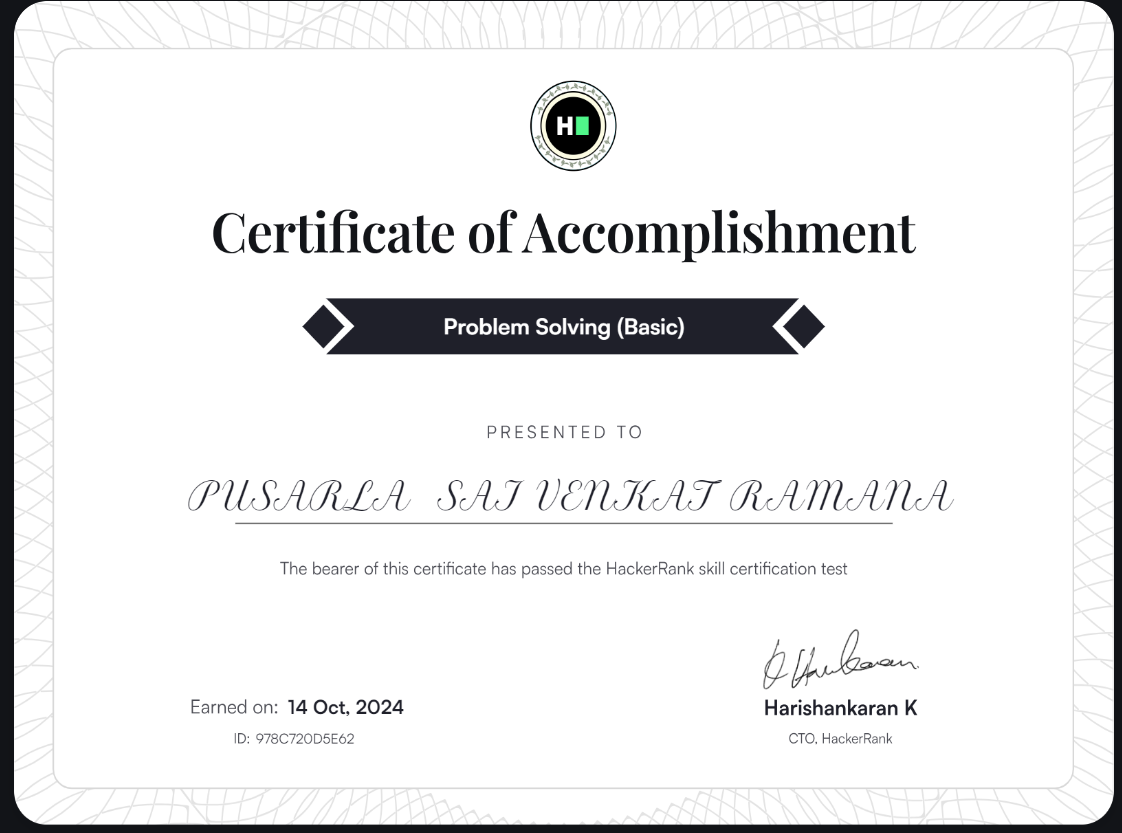 H
Certificate of Accomplishment
Problem Solving (Basic)
PRESENTED TO
PUSARLA SAI VENKAT RAMANA
The bearer of this certificate has passed the HackerRank skill certification test
Earned on: 14 Oct, 2024
ID: 978C720D5E62
Harishankaran K
CTO, HackerRank